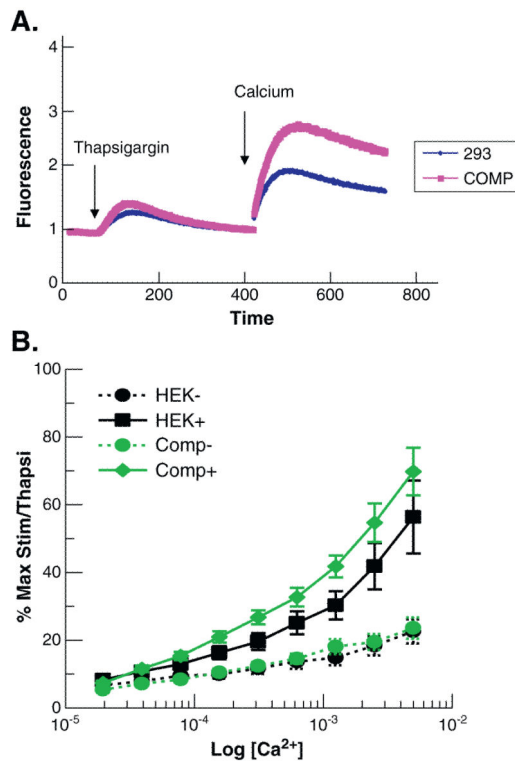 A.
Fluorescence
4
3
2
1
0
Thapsigargin
Calcium
293
COMP
0
200
400
600
800
Time
B.
% Max Stim/Thapsi
100
80
60
40
20
0
HEK-
HEK+
Comp-
Comp+
10-5
10-4
10-3
10-2
Log [Ca2+]